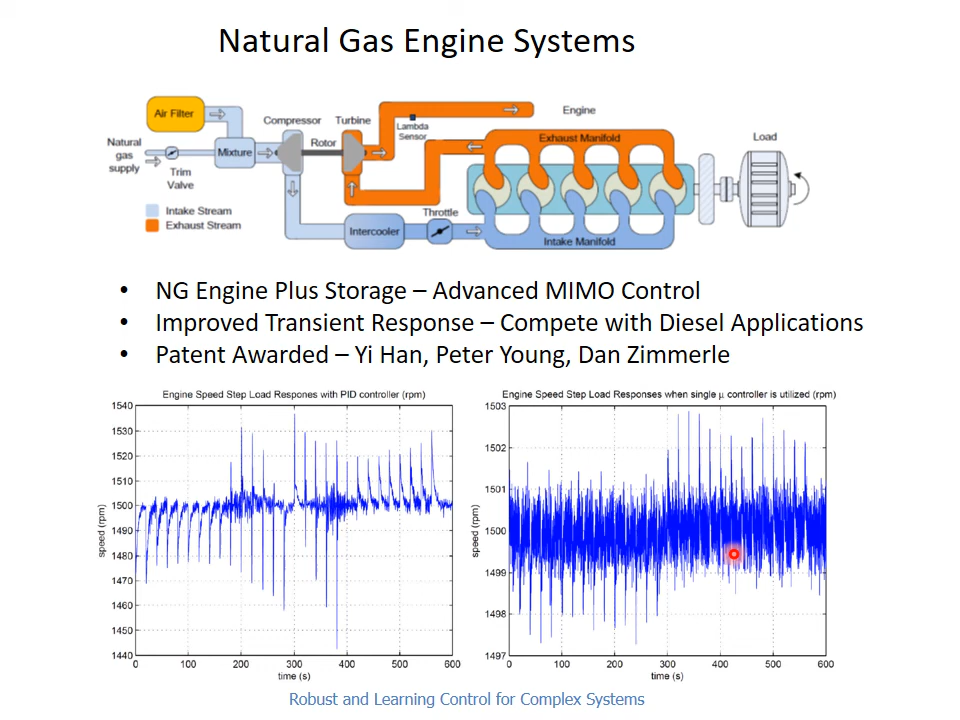 Natural Gas Engine Systems
Air Filter
Natural
gas
supply
Trim
Valve
Mixture
Compressor
Rotor
Turbine
Lambda
Sensor
Engine
Exhaust Manifold
Load
Intake Stream
Exhaust Stream
Intercooler
Throttle
Intake Manifold
• NG Engine Plus Storage – Advanced MIMO Control
• Improved Transient Response – Compete with Diesel Applications
• Patent Awarded – Yi Han, Peter Young, Dan Zimmerle
Engine Speed Step Load Respones with PID controller (rpm)
1540
1530
1520
1510
1500
1490
1480
1470
1460
1450
1440
speed (rpm)
0 100 200 300 400 500 600
time (s)
Engine Speed Step Load Responses when single μ controller is utilized (rpm)
1503
1502
1501
1500
1499
1498
1497
speed (rpm)
0 100 200 300 400 500 600
time (s)
Robust and Learning Control for Complex Systems